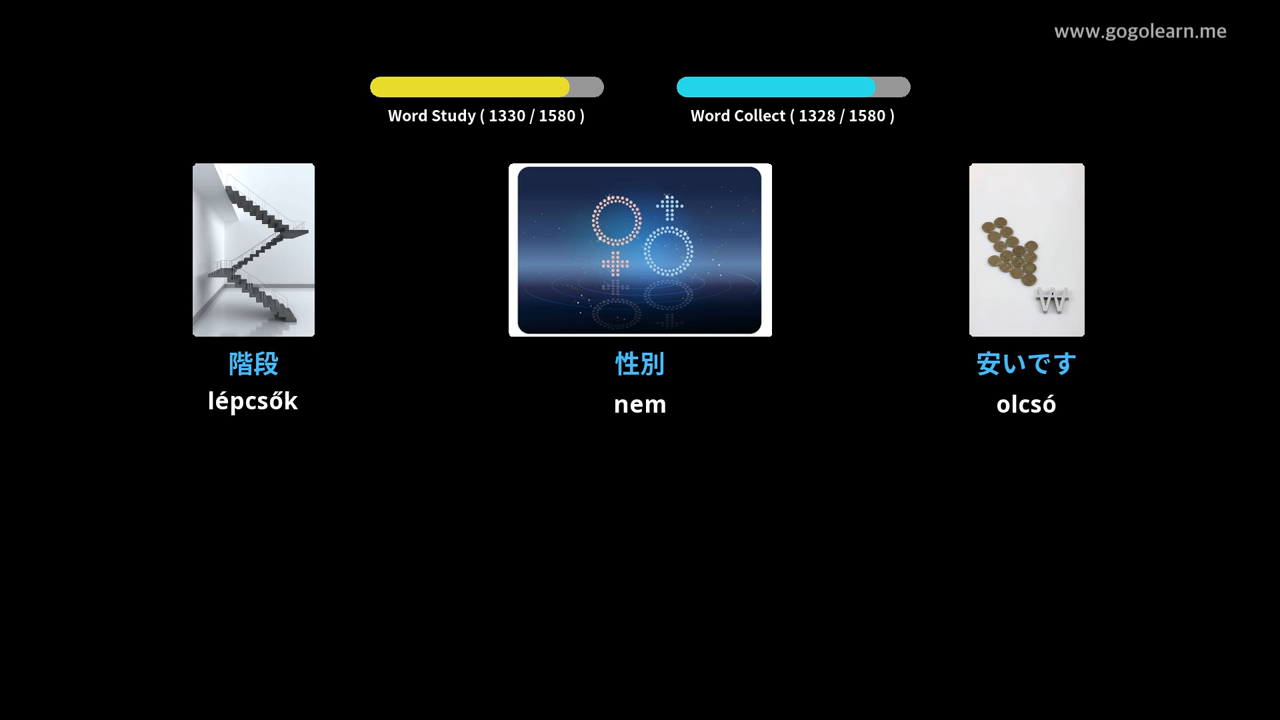 www.gogolearn.me
Word Study ( 1330 / 1580 )
Word Collect ( 1328 / 1580 )
階段
lépcsők
性別
nem
安いです
olcsó